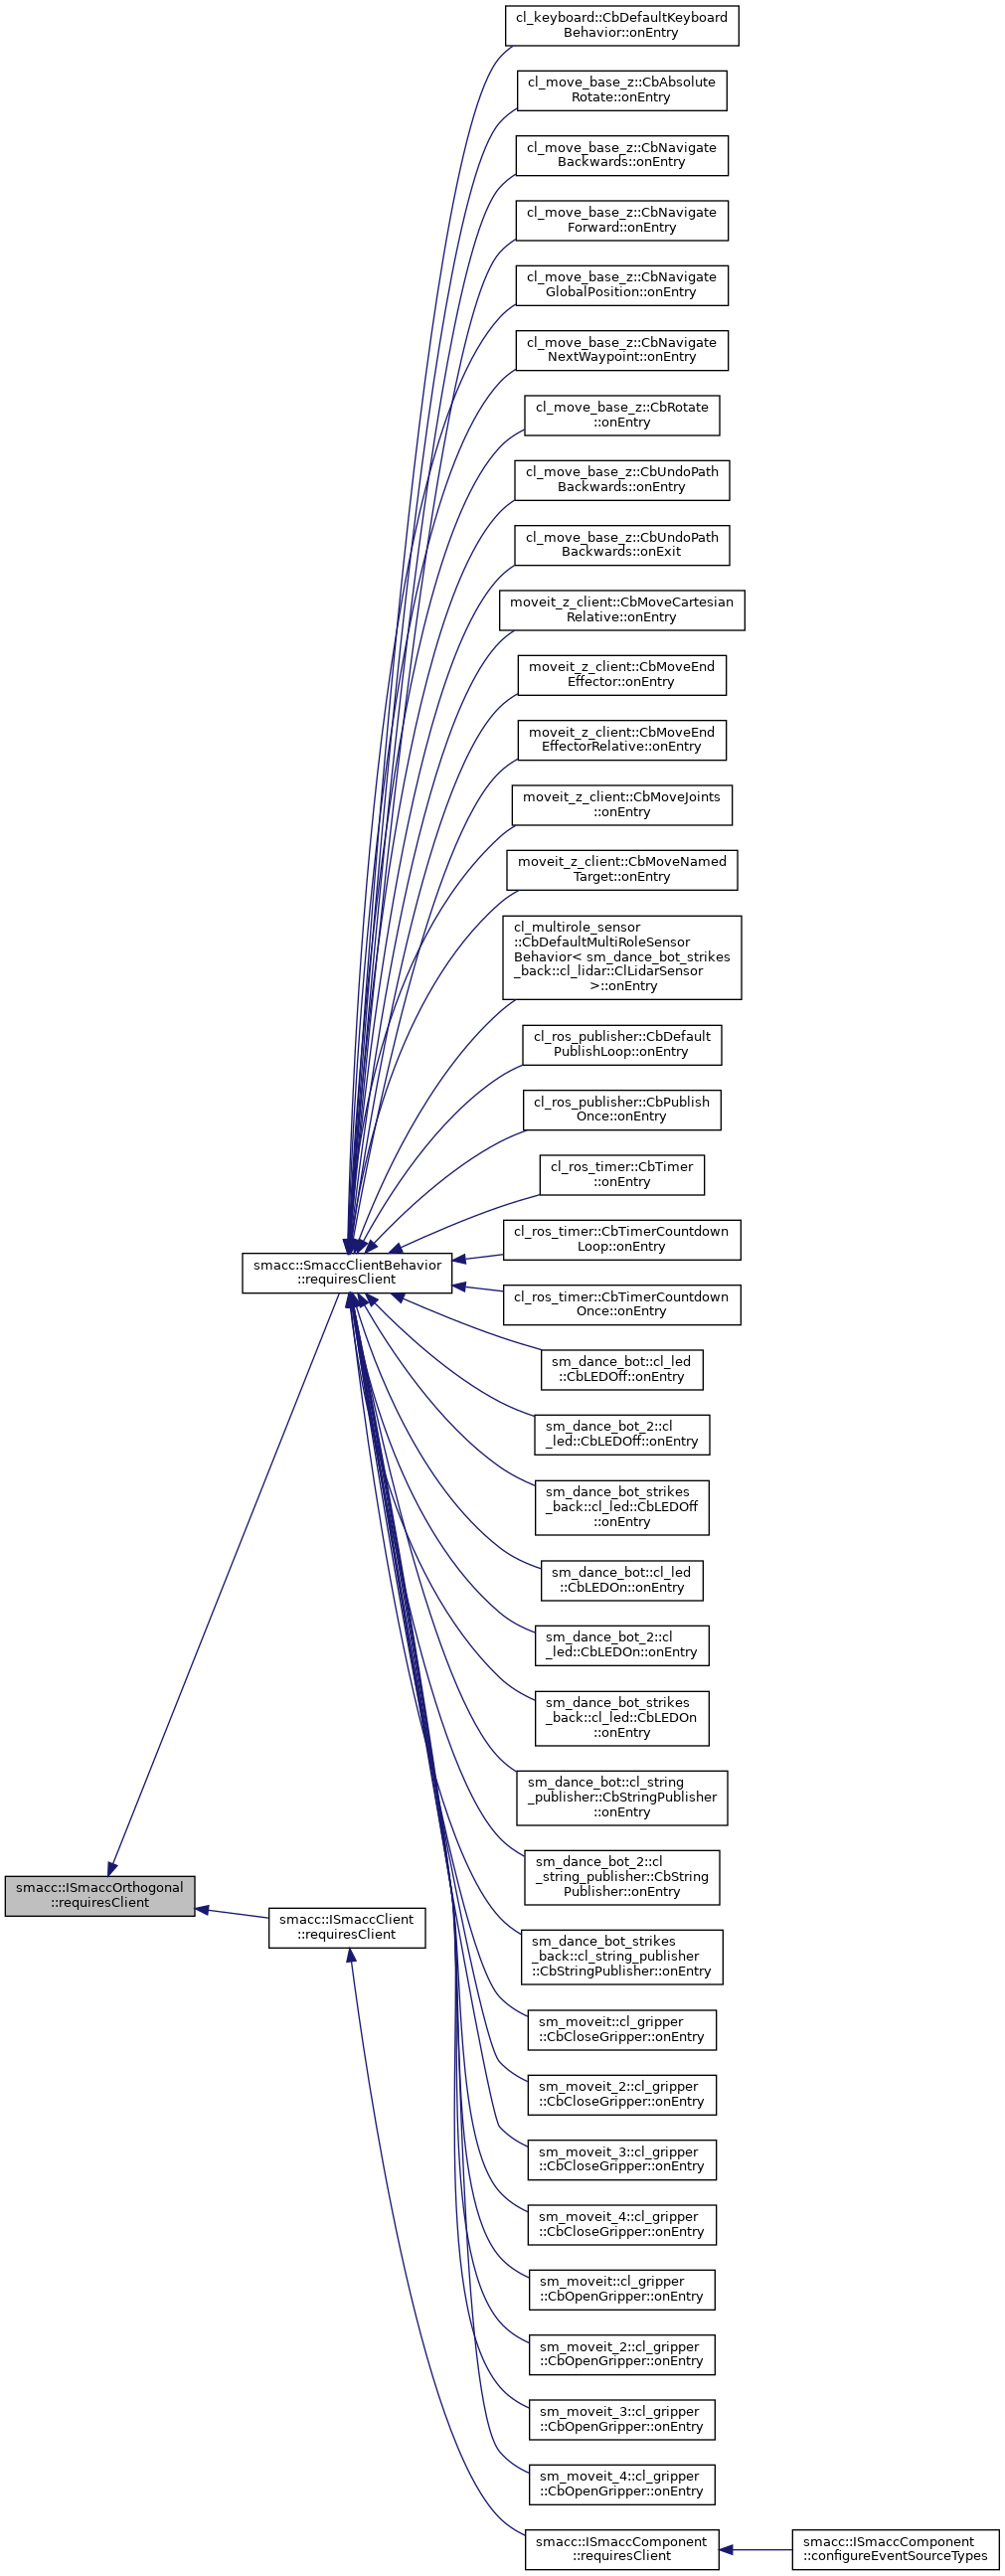 cl_keyboard::CbDefaultKeyboard
Behavior::onEntry
cl_move_base_z::CbAbsolute
Rotate::onEntry
cl_move_base_z::CbNavigate
Backwards::onEntry
cl_move_base_z::CbNavigate
Forward::onEntry
cl_move_base_z::CbNavigate
GlobalPosition::onEntry
cl_move_base_z::CbNavigate
NextWaypoint::onEntry
cl_move_base_z::CbRotate
::onEntry
cl_move_base_z::CbUndoPath
Backwards::onEntry
cl_move_base_z::CbUndoPath
Backwards::onExit
moveit_z_client::CbMoveCartesian
Relative::onEntry
moveit_z_client::CbMoveEnd
Effector::onEntry
moveit_z_client::CbMoveEnd
EffectorRelative::onEntry
moveit_z_client::CbMoveJoints
::onEntry
moveit_z_client::CbMoveNamed
Target::onEntry
cl_multirole_sensor
::CbDefaultMultiRoleSensor
Behavior< sm_dance_bot_strikes
_back::cl_lidar::ClLidarSensor
>::onEntry
cl_ros_publisher::CbDefault
PublishLoop::onEntry
cl_ros_publisher::CbPublish
Once::onEntry
cl_ros_timer::CbTimer
::onEntry
cl_ros_timer::CbTimerCountdown
Loop::onEntry
smacc::SmaccClientBehavior
::requiresClient
cl_ros_timer::CbTimerCountdown
Once::onEntry
sm_dance_bot::cl_led
::CbLEDOff::onEntry
sm_dance_bot_2::cl
_led::CbLEDOff::onEntry
sm_dance_bot_strikes
_back::cl_led::CbLEDOff
::onEntry
sm_dance_bot::cl_led
::CbLEDOn::onEntry
sm_dance_bot_2::cl
_led::CbLEDOn::onEntry
sm_dance_bot_strikes
_back::cl_led::CbLEDOn
::onEntry
sm_dance_bot::cl_string
_publisher::CbStringPublisher
::onEntry
sm_dance_bot_2::cl
_string_publisher::CbString
Publisher::onEntry
smacc::ISmaccOrthogonal
::requiresClient
smacc::ISmaccClient
::requiresClient
sm_dance_bot_strikes
_back::cl_string_publisher
::CbStringPublisher::onEntry
sm_moveit::cl_gripper
::CbCloseGripper::onEntry
sm_moveit_2::cl_gripper
::CbCloseGripper::onEntry
sm_moveit_3::cl_gripper
::CbCloseGripper::onEntry
sm_moveit_4::cl_gripper
::CbCloseGripper::onEntry
sm_moveit::cl_gripper
::CbOpenGripper::onEntry
sm_moveit_2::cl_gripper
::CbOpenGripper::onEntry
sm_moveit_3::cl_gripper
::CbOpenGripper::onEntry
sm_moveit_4::cl_gripper
::CbOpenGripper::onEntry
smacc::ISmaccComponent
::requiresClient
smacc::ISmaccComponent
::configureEventSourceTypes